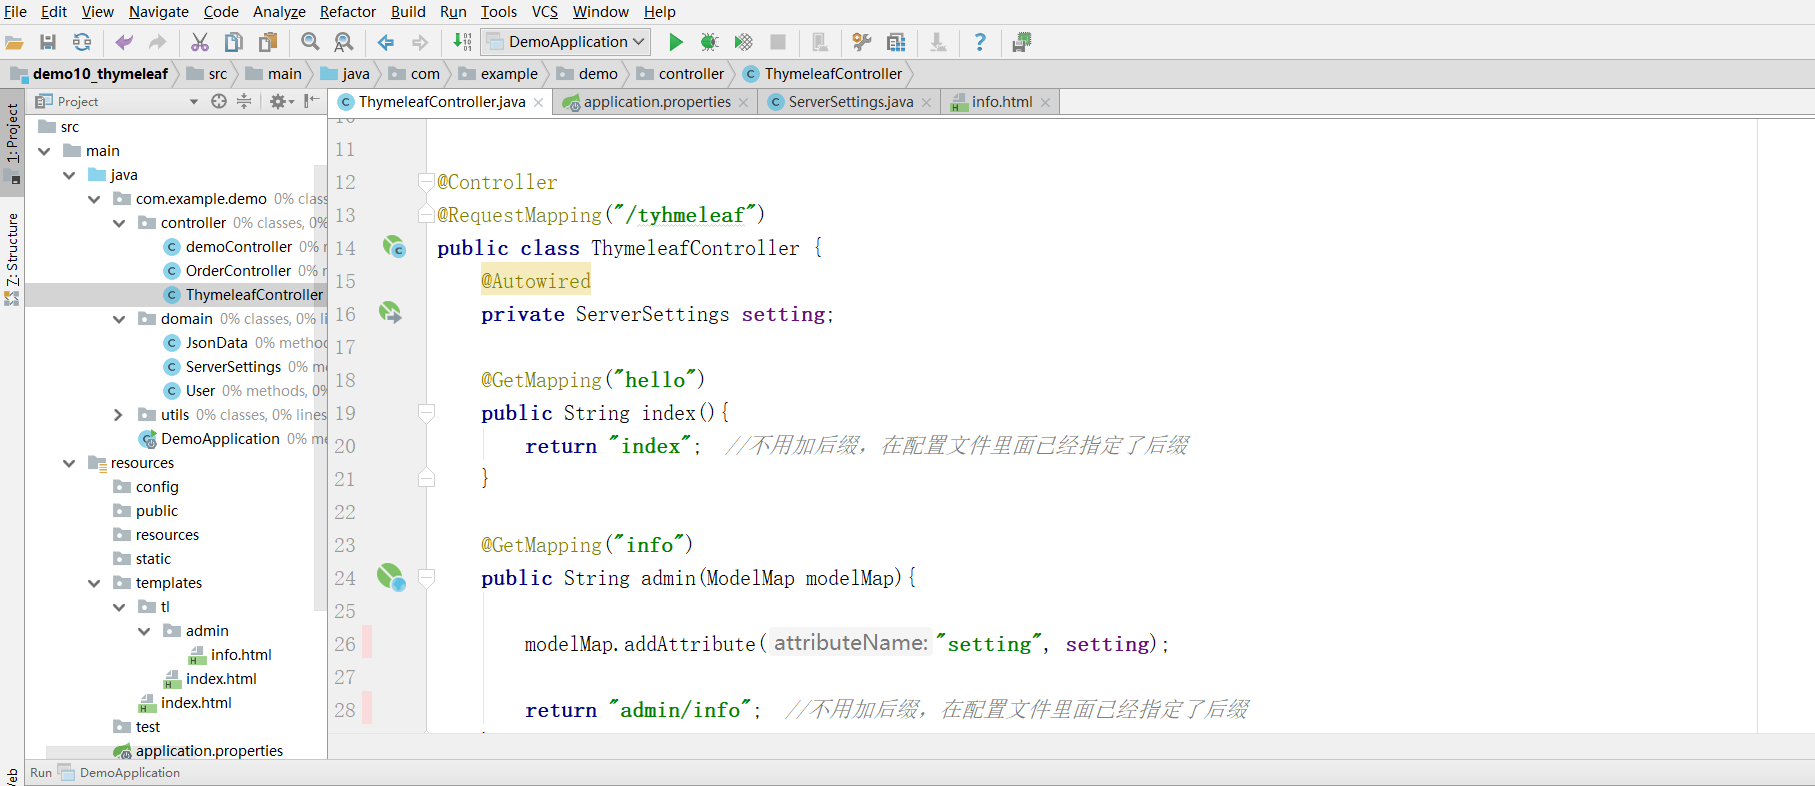 File Edit View Navigate Code Analyze Refactor Build Run Tools VCS Window Help
DemoApplication
demo10_thymeleaf src main java com example demo controller ThymeleafController
1: Project
7: Structure
Project
ThymeleafController.java application.properties ServerSettings.java info.html
src
main
java
com.example.demo 0% class
controller 0% classes, 0%
demoController 0%
OrderController 0%
ThymeleafController
domain 0% classes, 0% li
JsonData 0% metho
ServerSettings 0% m
User 0% methods, 0%
utils 0% classes, 0% lines
DemoApplication 0% me
resources
config
public
resources
static
templates
tl
admin
info.html
index.html
index.html
test
application.properties
11
12 @Controller
13 @RequestMapping("/tyhmeleaf")
14 public class ThymeleafController {
15 @Autowired
16 private ServerSettings setting;
17
18 @GetMapping("hello")
19 public String index(){
20 return "index"; //不用加后缀，在配置文件里面已经指定了后缀
21 }
22
23 @GetMapping("info")
24 public String admin(ModelMap modelMap){
25
26 modelMap.addAttribute( attributeName: "setting", setting);
27
28 return "admin/info"; //不用加后缀，在配置文件里面已经指定了后缀
Run DemoApplication